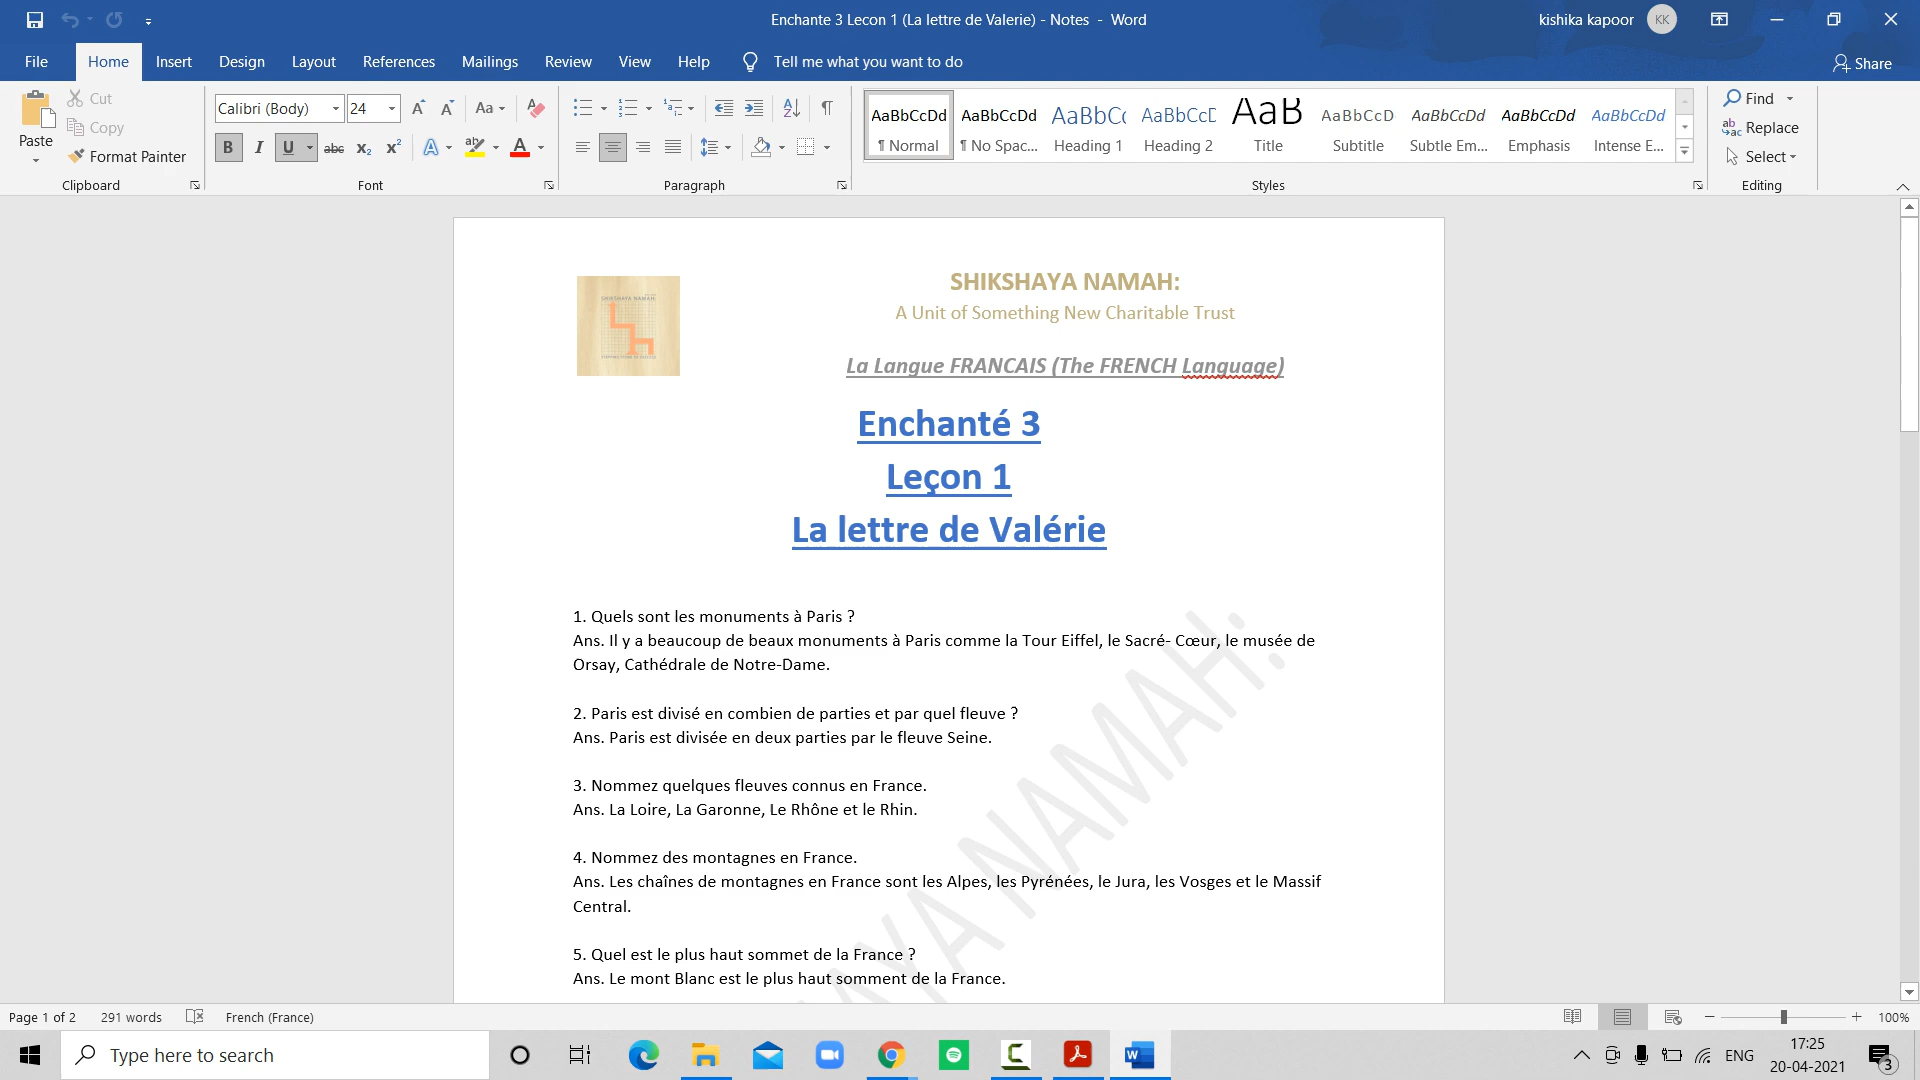 Enchante 3 Lecon 1 (La lettre de Valerie) - Notes - Word
kishika kapoor
KK
File Home Insert Design Layout References Mailings Review View Help Tell me what you want to do
Share
Paste
Cut
Copy
Format Painter
Clipboard
Calibri (Body) 24
Font
Paragraph
AaBbCcDd AaBbCcDd AaBbC AaBbCcD AaB AaBbCcD AaBbCcDd AaBbCcDd AaBbCcDd
¶ Normal ¶ No Spac... Heading 1 Heading 2 Title Subtitle Subtle Em... Emphasis Intense E...
Styles
Find
Replace
Select
Editing
SHIKSHAYA NAMAH
SHIKSHAYA NAMAH:
A Unit of Something New Charitable Trust
La Langue FRANCAIS (The FRENCH Language)
Enchanté 3
Leçon 1
La lettre de Valérie
1. Quels sont les monuments à Paris ?
Ans. Il y a beaucoup de beaux monuments à Paris comme la Tour Eiffel, le Sacré- Cœur, le musée de
Orsay, Cathédrale de Notre-Dame.
2. Paris est divisé en combien de parties et par quel fleuve ?
Ans. Paris est divisée en deux parties par le fleuve Seine.
3. Nommez quelques fleuves connus en France.
Ans. La Loire, La Garonne, Le Rhône et le Rhin.
4. Nommez des montagnes en France.
Ans. Les chaînes de montagnes en France sont les Alpes, les Pyrénées, le Jura, les Vosges et le Massif
Central.
5. Quel est le plus haut sommet de la France ?
Ans. Le mont Blanc est le plus haut somment de la France.
AYA NAMAH:
Page 1 of 2 291 words French (France)
100%
Type here to search
ENG
17:25
20-04-2021
3